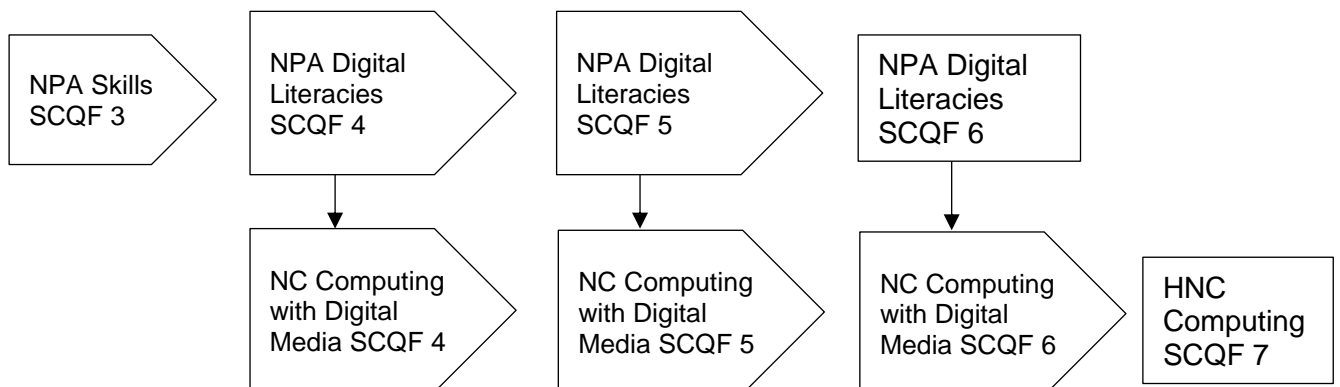 NPA Skills
SCQF 3
NPA Digital
Literacies
SCQF 4
NPA Digital
Literacies
SCQF 5
NPA Digital
Literacies
SCQF 6
NC Computing
with Digital
Media SCQF 4
NC Computing
with Digital
Media SCQF 5
NC Computing
with Digital
Media SCQF 6
HNC
Computing
SCQF 7